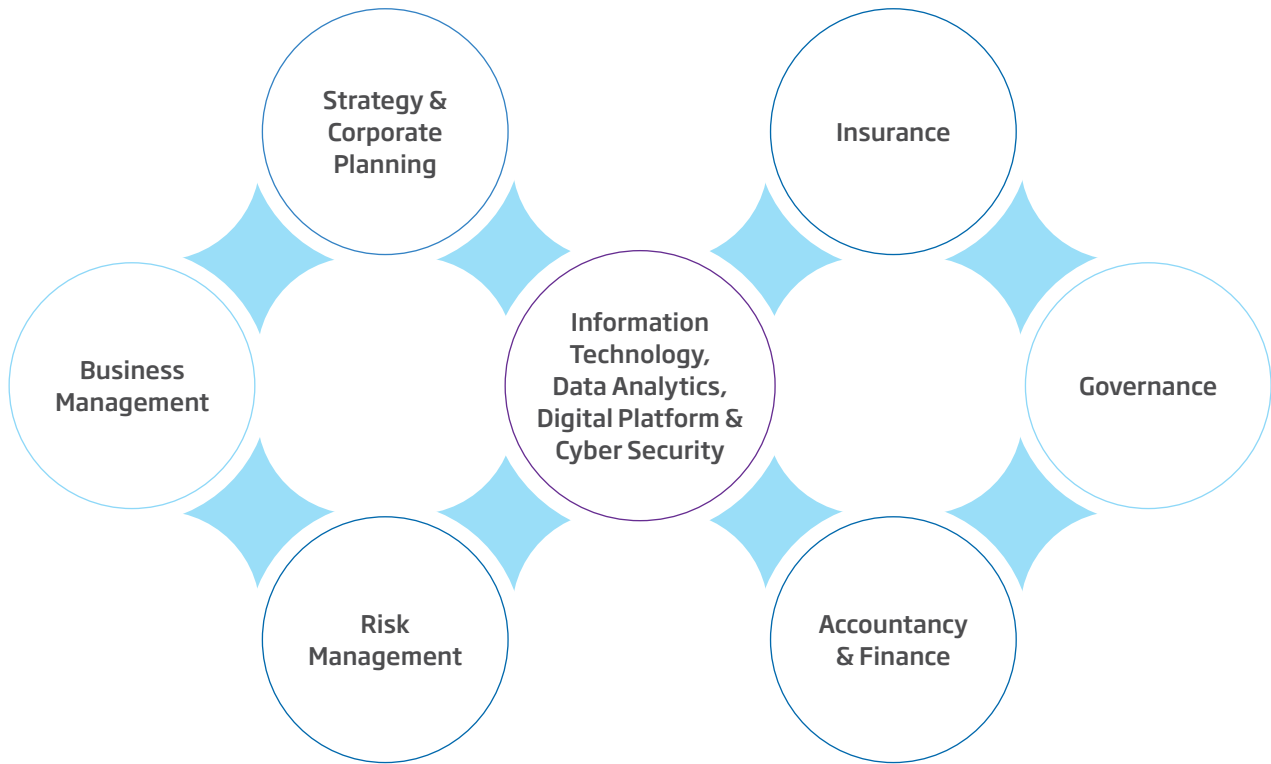 Strategy &
Corporate
Planning
Insurance
Business
Management
Information
Technology,
Data Analytics,
Digital Platform &
Cyber Security
Governance
Risk
Management
Accountancy
& Finance